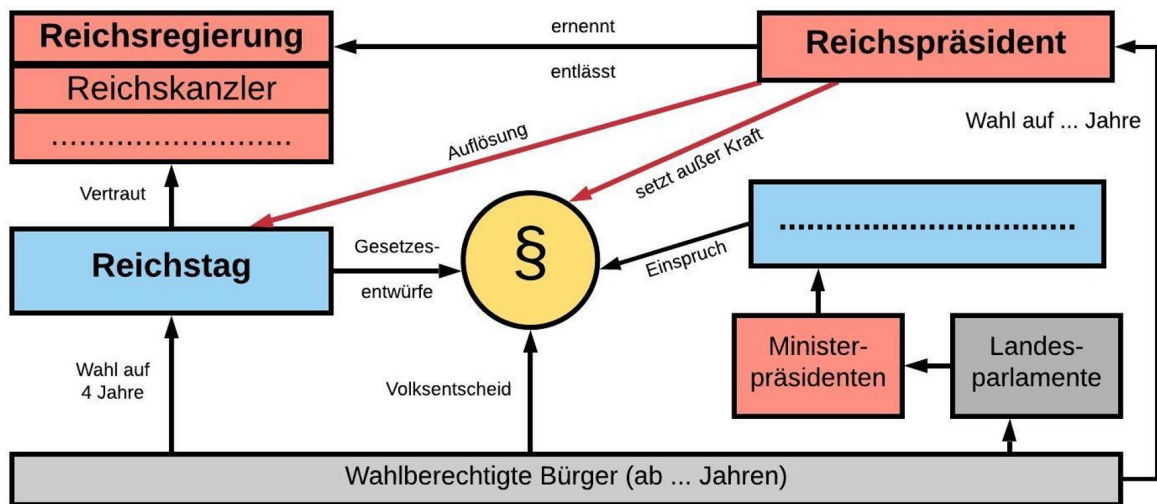 Reichsregierung
Reichskanzler
..........................
ernennt
entlässt
Reichspräsident
Wahl auf ... Jahre
Auflösung
setzt außer Kraft
Vertraut
Reichstag
Gesetzes-
entwürfe
§
Einspruch
................................
Minister-
präsidenten
Landes-
parlamente
Wahl auf
4 Jahre
Volksentscheid
Wahlberechtigte Bürger (ab ... Jahren)